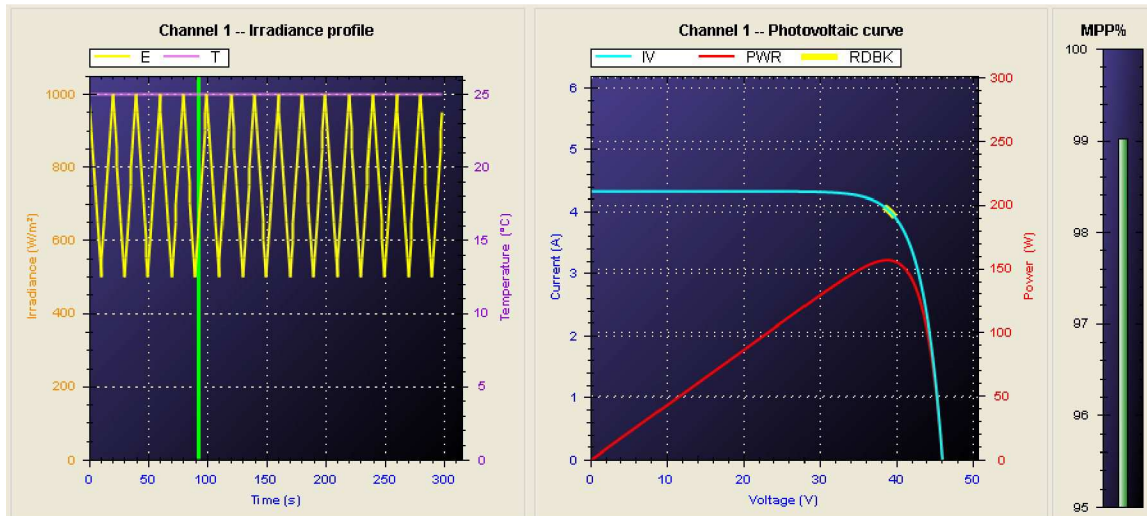 Channel 1 -- Irradiance profile
E T
1000
800
600
400
200
0
Irradiance (W/m²)
25
20
15
10
5
0
Temperature (°C)
0 50 100 150 200 250 300
Time (s)
Channel 1 -- Photovoltaic curve
IV PWR RDBK
6
5
4
3
2
1
0
Current (A)
300
250
200
150
100
50
0
Power (W)
0 10 20 30 40 50
Voltage (V)
MPP%
100
99
98
97
96
95